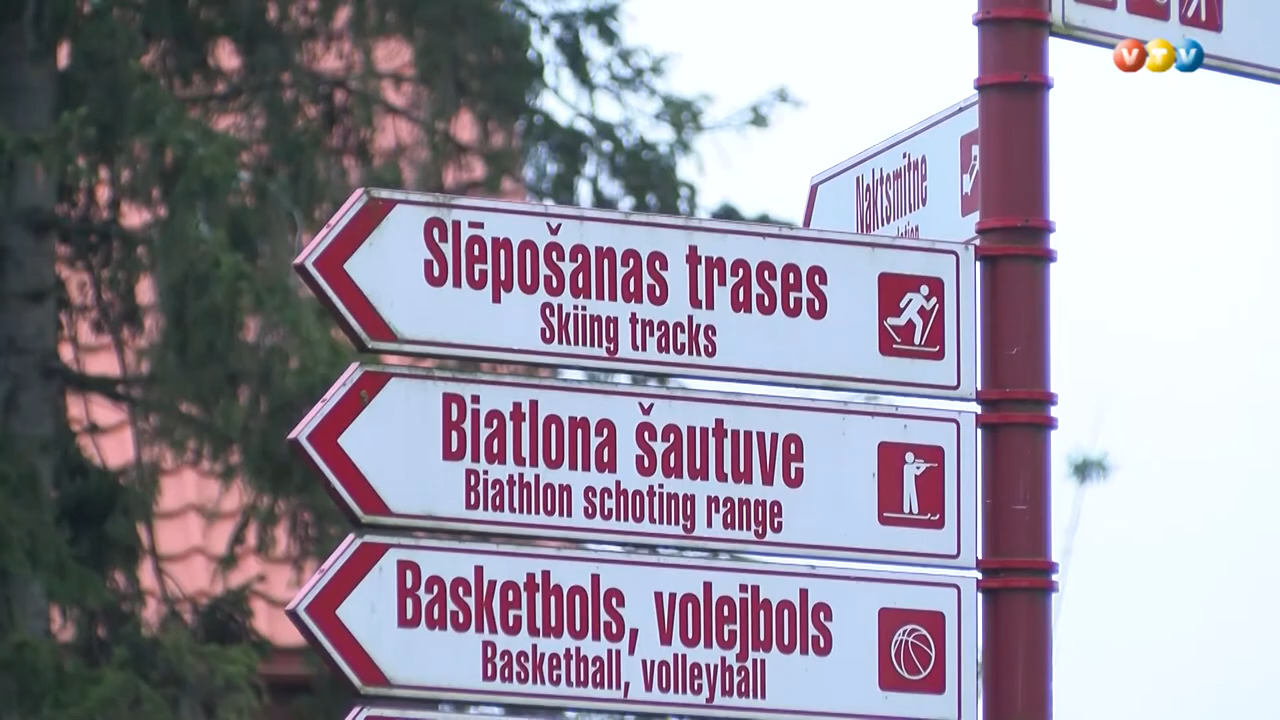 VTV
Naktsmītne
Slēpošanas trases
Skiing tracks
Biatlona šautuve
Biathlon schoting range
Basketbols, volejbols
Basketball, volleyball